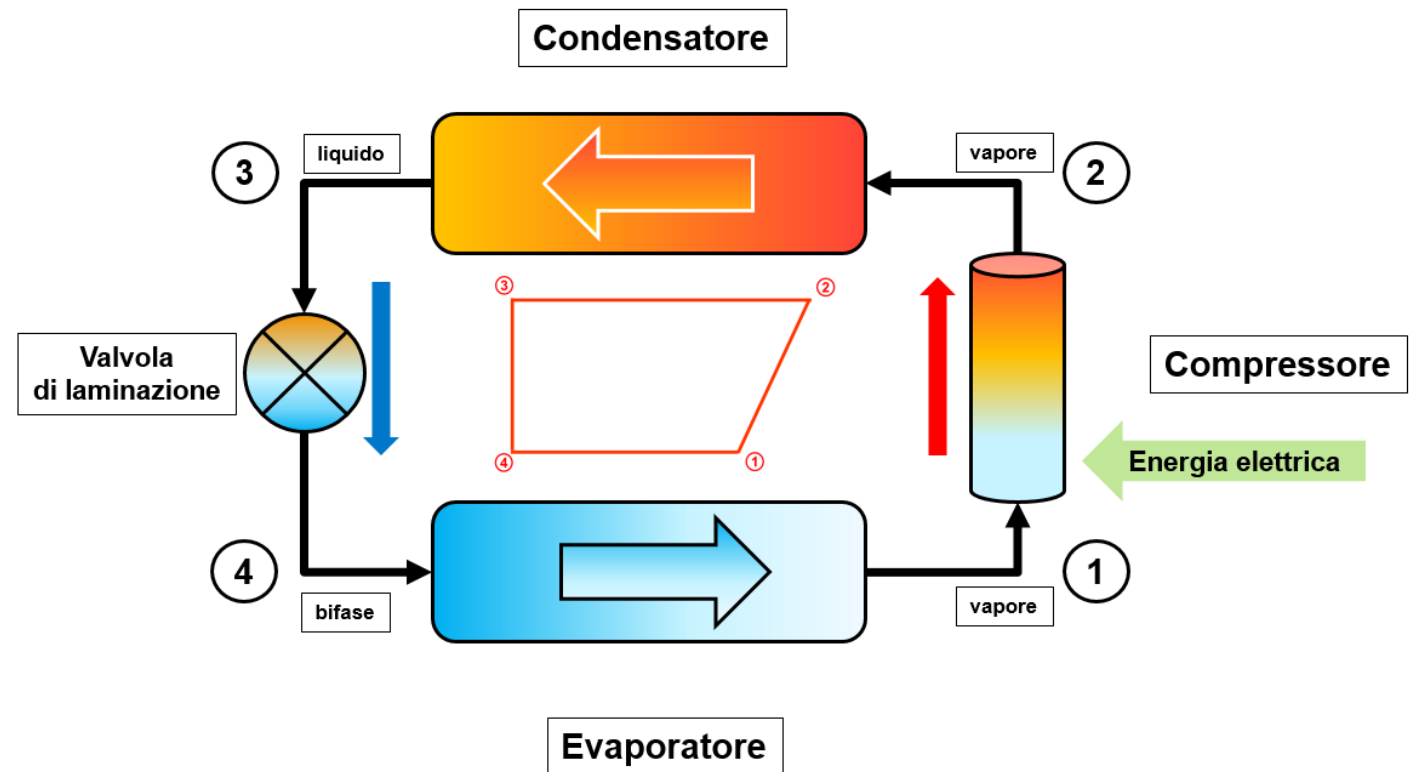 Condensatore
3
liquido
vapore
2
③
②
Valvola
di laminazione
Compressore
④
①
Energia elettrica
4
bifase
vapore
1
Evaporatore